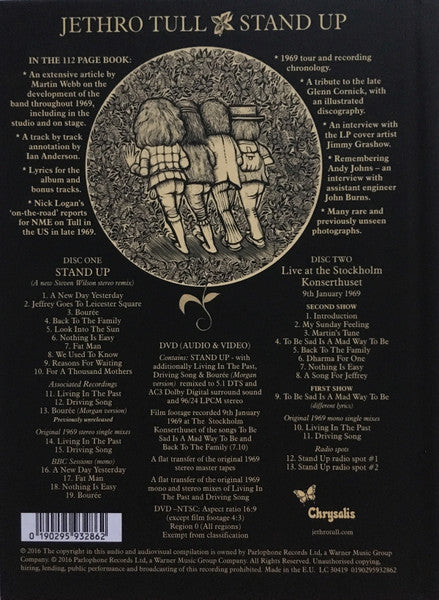 JETHRO TULL STAND UP
IN THE 112 PAGE BOOK:
* An extensive article by
Martin Webb on the
development of the
band throughout 1969,
including in the
studio and on stage.
* A track by track
annotation by
Ian Anderson.
* Lyrics for the
album and
bonus tracks.
* Nick Logan's
'on-the-road' reports
for NME on Tull in
the US in late 1969.
* 1969 tour and recording
chronology.
* A tribute to the late
Glenn Cornick, with
an illustrated
discography.
* An interview with
the LP cover artist
Jimmy Grashow.
* Remembering
Andy Johns – an
interview with
assistant engineer
John Burns.
* Many rare and
previously unseen
photographs.
DISC ONE
STAND UP
(A new Steven Wilson stereo remix)
1. A New Day Yesterday
2. Jeffrey Goes To Leicester Square
3. Bourée
4. Back To The Family
5. Look Into The Sun
6. Nothing Is Easy
7. Fat Man
8. We Used To Know
9. Reasons For Waiting
10. For A Thousand Mothers
Associated Recordings
11. Living In The Past
12. Driving Song
13. Bourée (Morgan version)
Previously unreleased
Original 1969 stereo single mixes
14. Living In The Past
15. Driving Song
BBC Sessions (mono)
16. A New Day Yesterday
17. Fat Man
18. Nothing Is Easy
19. Bourée
DVD (AUDIO & VIDEO)
Contains: STAND UP - with
additionally Living In The Past,
Driving Song & Bourée (Morgan
version) remixed to 5.1 DTS and
AC3 Dolby Digital surround sound
and 96/24 LPCM stereo
Film footage recorded 9th January
1969 at The Stockholm
Konserthuset of the songs To Be
Sad Is A Mad Way To Be and
Back To The Family (7.10)
A flat transfer of the original 1969
stereo master tapes
A flat transfer of the original 1969
mono and stereo mixes of Living In
The Past and Driving Song
DVD –NTSC: Aspect ratio 16:9
(except film footage 4:3)
Region 0 (All regions)
Exempt from classification
DISC TWO
Live at the Stockholm
Konserthuset
9th January 1969
SECOND SHOW
1. Introduction
2. My Sunday Feeling
3. Martin's Tune
4. To Be Sad Is A Mad Way To Be
5. Back To The Family
6. Dharma For One
7. Nothing Is Easy
8. A Song for Jeffrey
FIRST SHOW
9. To Be Sad Is A Mad Way To Be
(different lyrics)
Original 1969 mono single mixes
10. Living In The Past
11. Driving Song
Radio spots
12. Stand Up radio spot #1
13. Stand Up radio spot #2
Chrysalis
jethrotull.com
0 190295 932862
℗ 2016 The copyright in this audio and audiovisual compilation is owned by Parlophone Records Ltd, a Warner Music Group
Company. © 2016 Parlophone Records Ltd, a Warner Music Group Company. All Rights Reserved. Unauthorised copying,
hiring, lending, public performance and broadcasting of this recording prohibited. Made in the E.U. LC 30419 0190295932862